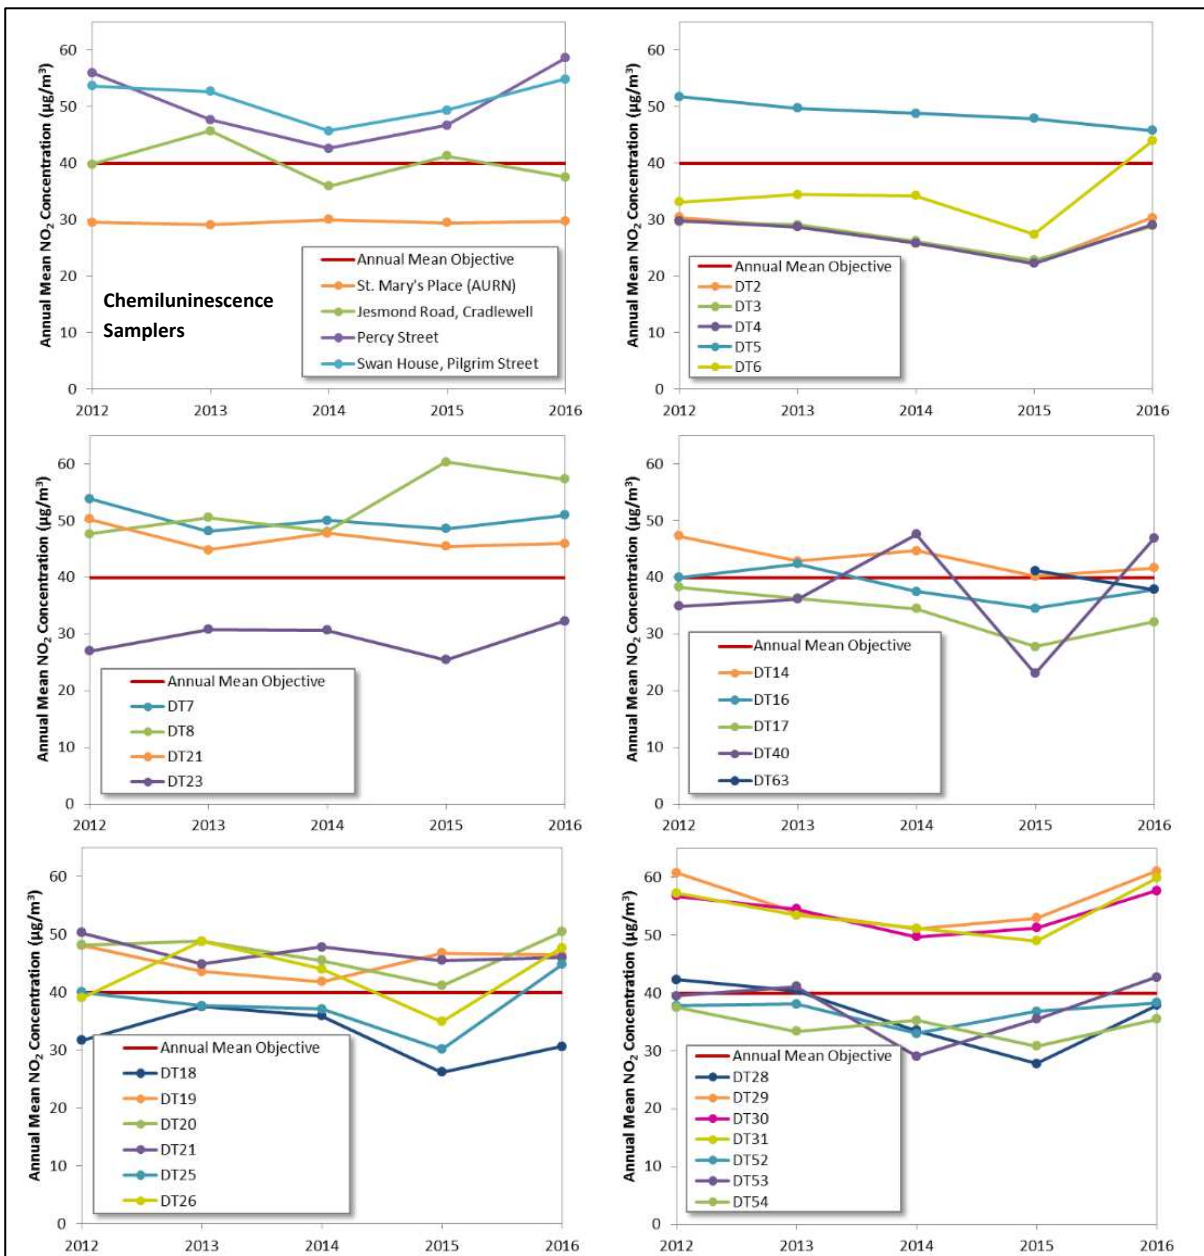 Annual Mean NO₂ Concentration (µg/m³)
60
50
40
30
20
10
0
2012 2013 2014 2015 2016
Chemiluninescence
Samplers
Annual Mean Objective
St. Mary's Place (AURN)
Jesmond Road, Cradlewell
Percy Street
Swan House, Pilgrim Street
Annual Mean NO₂ Concentration (µg/m³)
60
50
40
30
20
10
0
2012 2013 2014 2015 2016
Annual Mean Objective
DT2
DT3
DT4
DT5
DT6
Annual Mean NO₂ Concentration (µg/m³)
60
50
40
30
20
10
0
2012 2013 2014 2015 2016
Annual Mean Objective
DT7
DT8
DT21
DT23
Annual Mean NO₂ Concentration (µg/m³)
60
50
40
30
20
10
0
2012 2013 2014 2015 2016
Annual Mean Objective
DT14
DT16
DT17
DT40
DT63
Annual Mean NO₂ Concentration (µg/m³)
60
50
40
30
20
10
0
2012 2013 2014 2015 2016
Annual Mean Objective
DT18
DT19
DT20
DT21
DT25
DT26
Annual Mean NO₂ Concentration (µg/m³)
60
50
40
30
20
10
0
2012 2013 2014 2015 2016
Annual Mean Objective
DT28
DT29
DT30
DT31
DT52
DT53
DT54